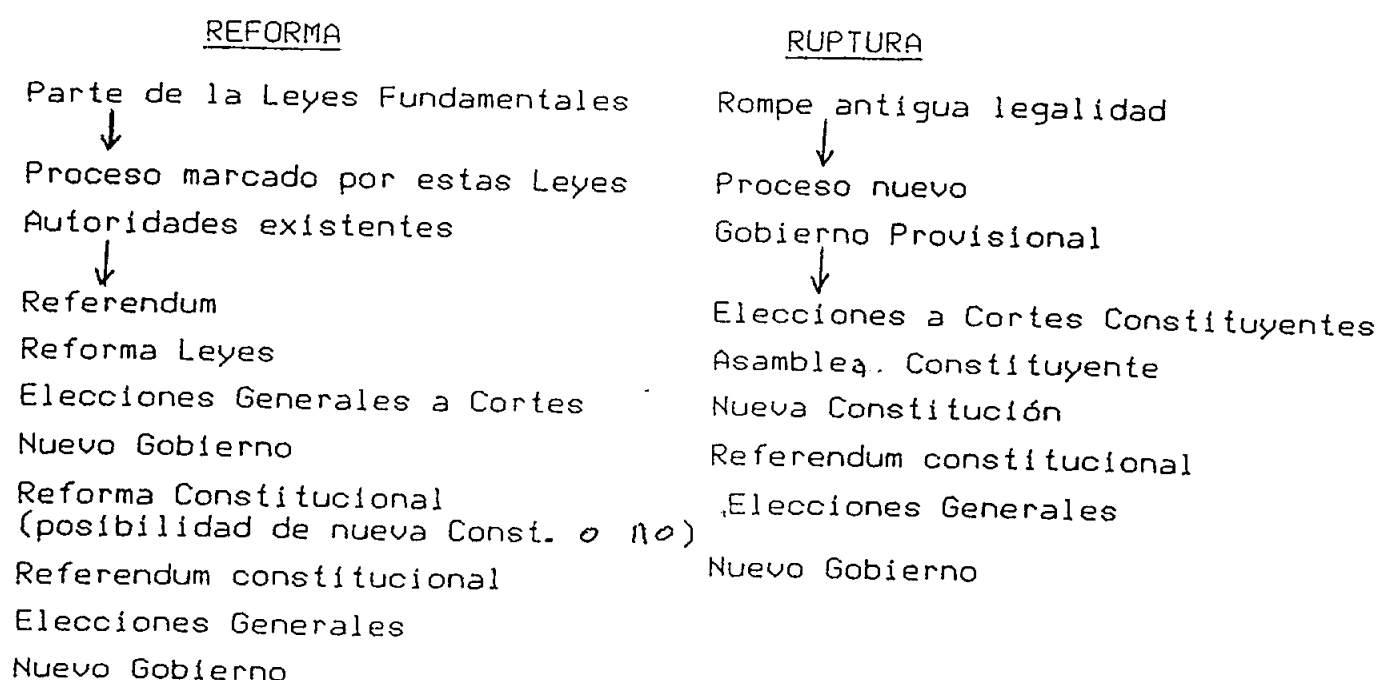 REFORMA
Parte de la Leyes Fundamentales
Proceso marcado por estas Leyes
Autoridades existentes
Referendum
Reforma Leyes
Elecciones Generales a Cortes
Nuevo Gobierno
Reforma Constitucional
(posibilidad de nueva Const. o no)
Referendum constitucional
Elecciones Generales
Nuevo Gobierno
RUPTURA
Rompe antigua legalidad
Proceso nuevo
Gobierno Provisional
Elecciones a Cortes Constituyentes
Asamblea. Constituyente
Nueva Constitución
Referendum constitucional
Elecciones Generales
Nuevo Gobierno